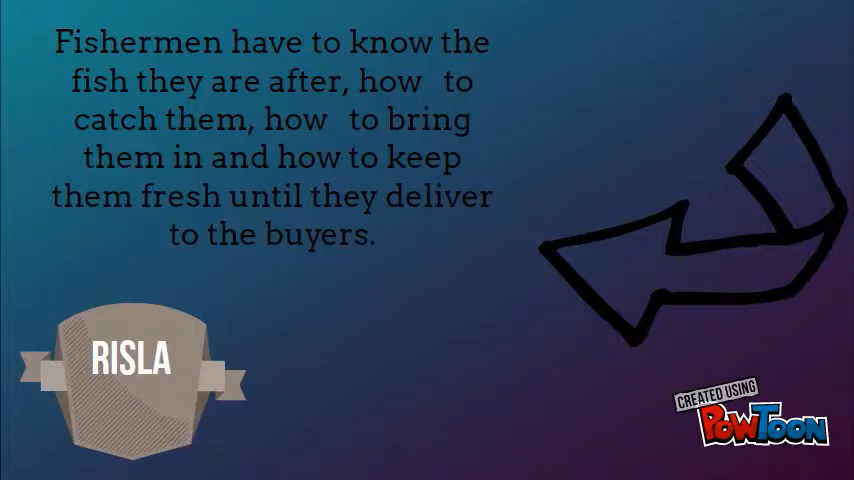 Fishermen have to know the
fish they are after, how to
catch them, how to bring
them in and how to keep
them fresh until they deliver
to the buyers.
RISLA
CREATED USING
POWTOON